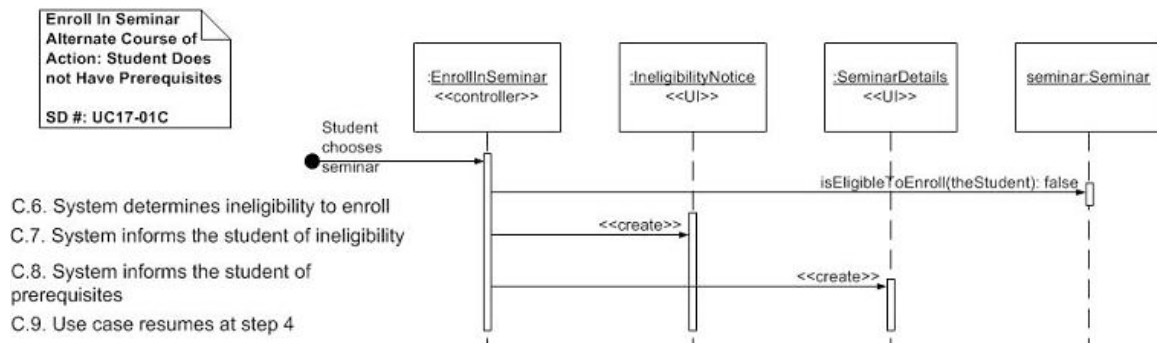 Enroll In Seminar
Alternate Course of
Action: Student Does
not Have Prerequisites
SD #: UC17-01C
:EnrollInSeminar
<<controller>>
:IneligibilityNotice
<<UI>>
:SeminarDetails
<<UI>>
seminar:Seminar
Student
chooses
seminar
isEligibleToEnroll(theStudent): false
C.6. System determines ineligibility to enroll
C.7. System informs the student of ineligibility
<<create>>
C.8. System informs the student of
prerequisites
<<create>>
C.9. Use case resumes at step 4